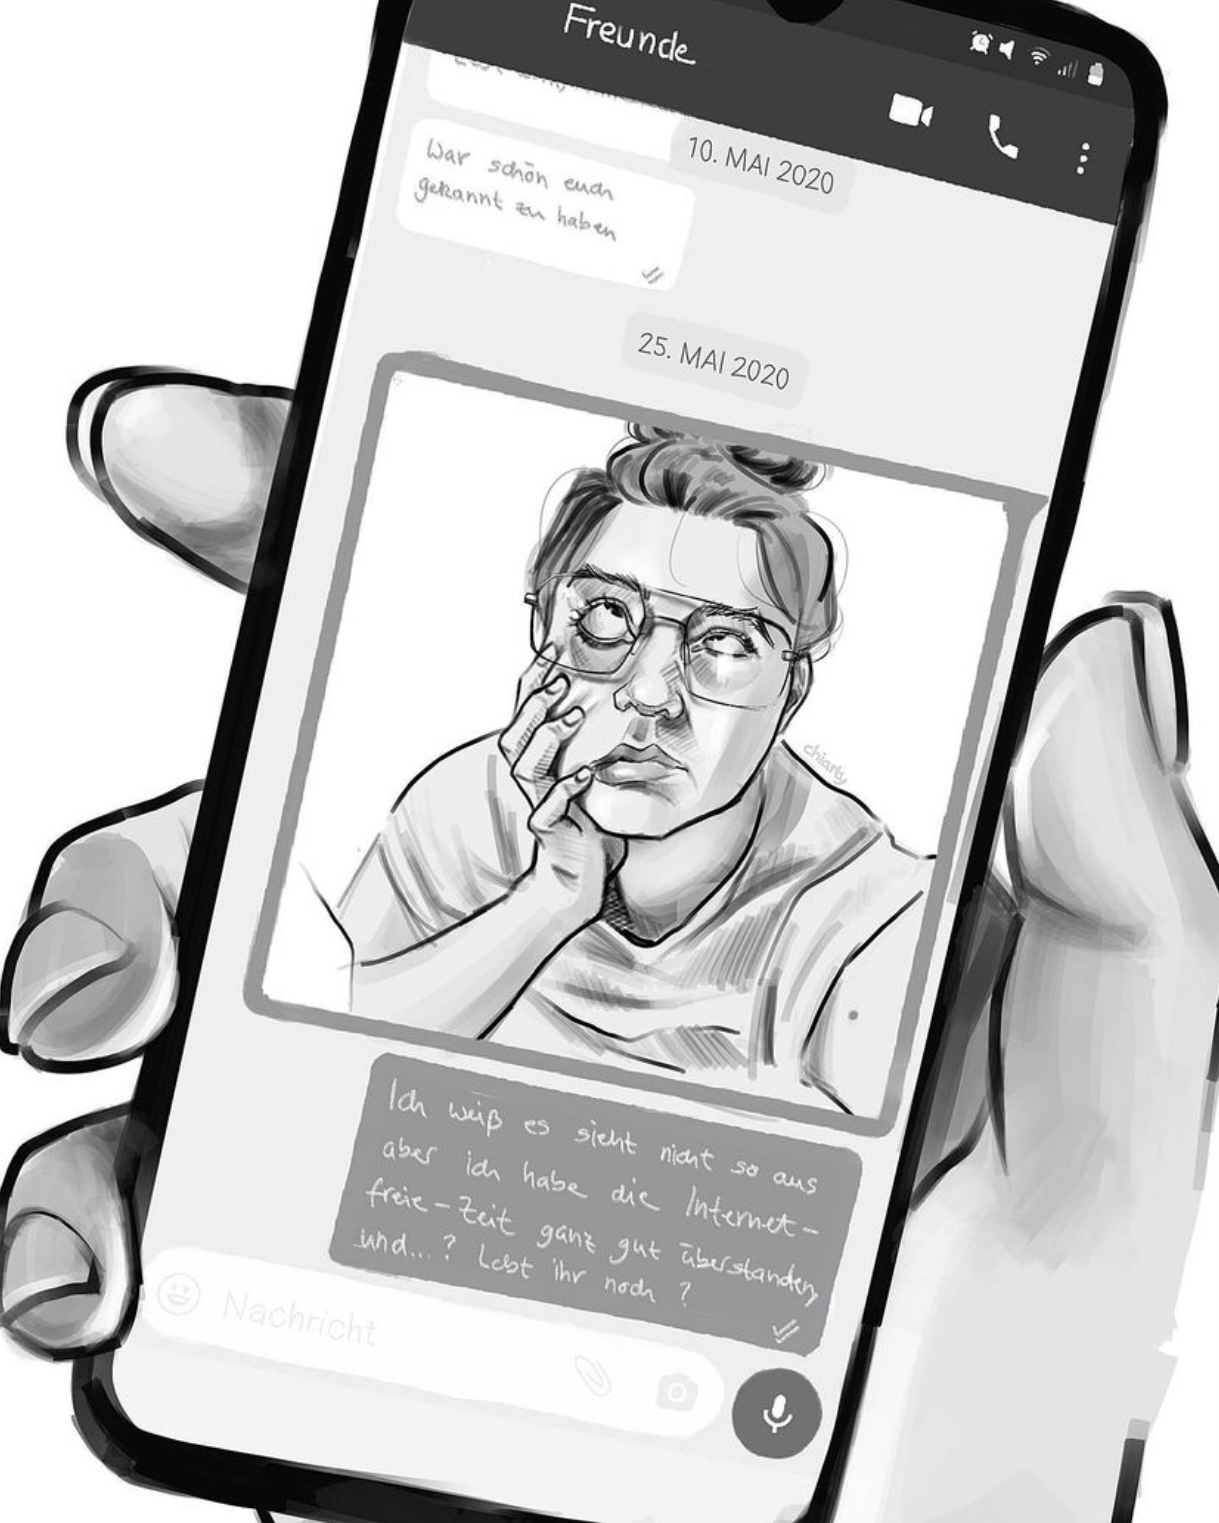 Freunde
10. MAI 2020
War schön euch
gekannt zu haben
25. MAI 2020
chiarly
Ich weiß es sieht nicht so aus
aber ich habe die Internet-
freie-Zeit ganz gut überstanden,
und...? Lebt ihr noch?
Nachricht